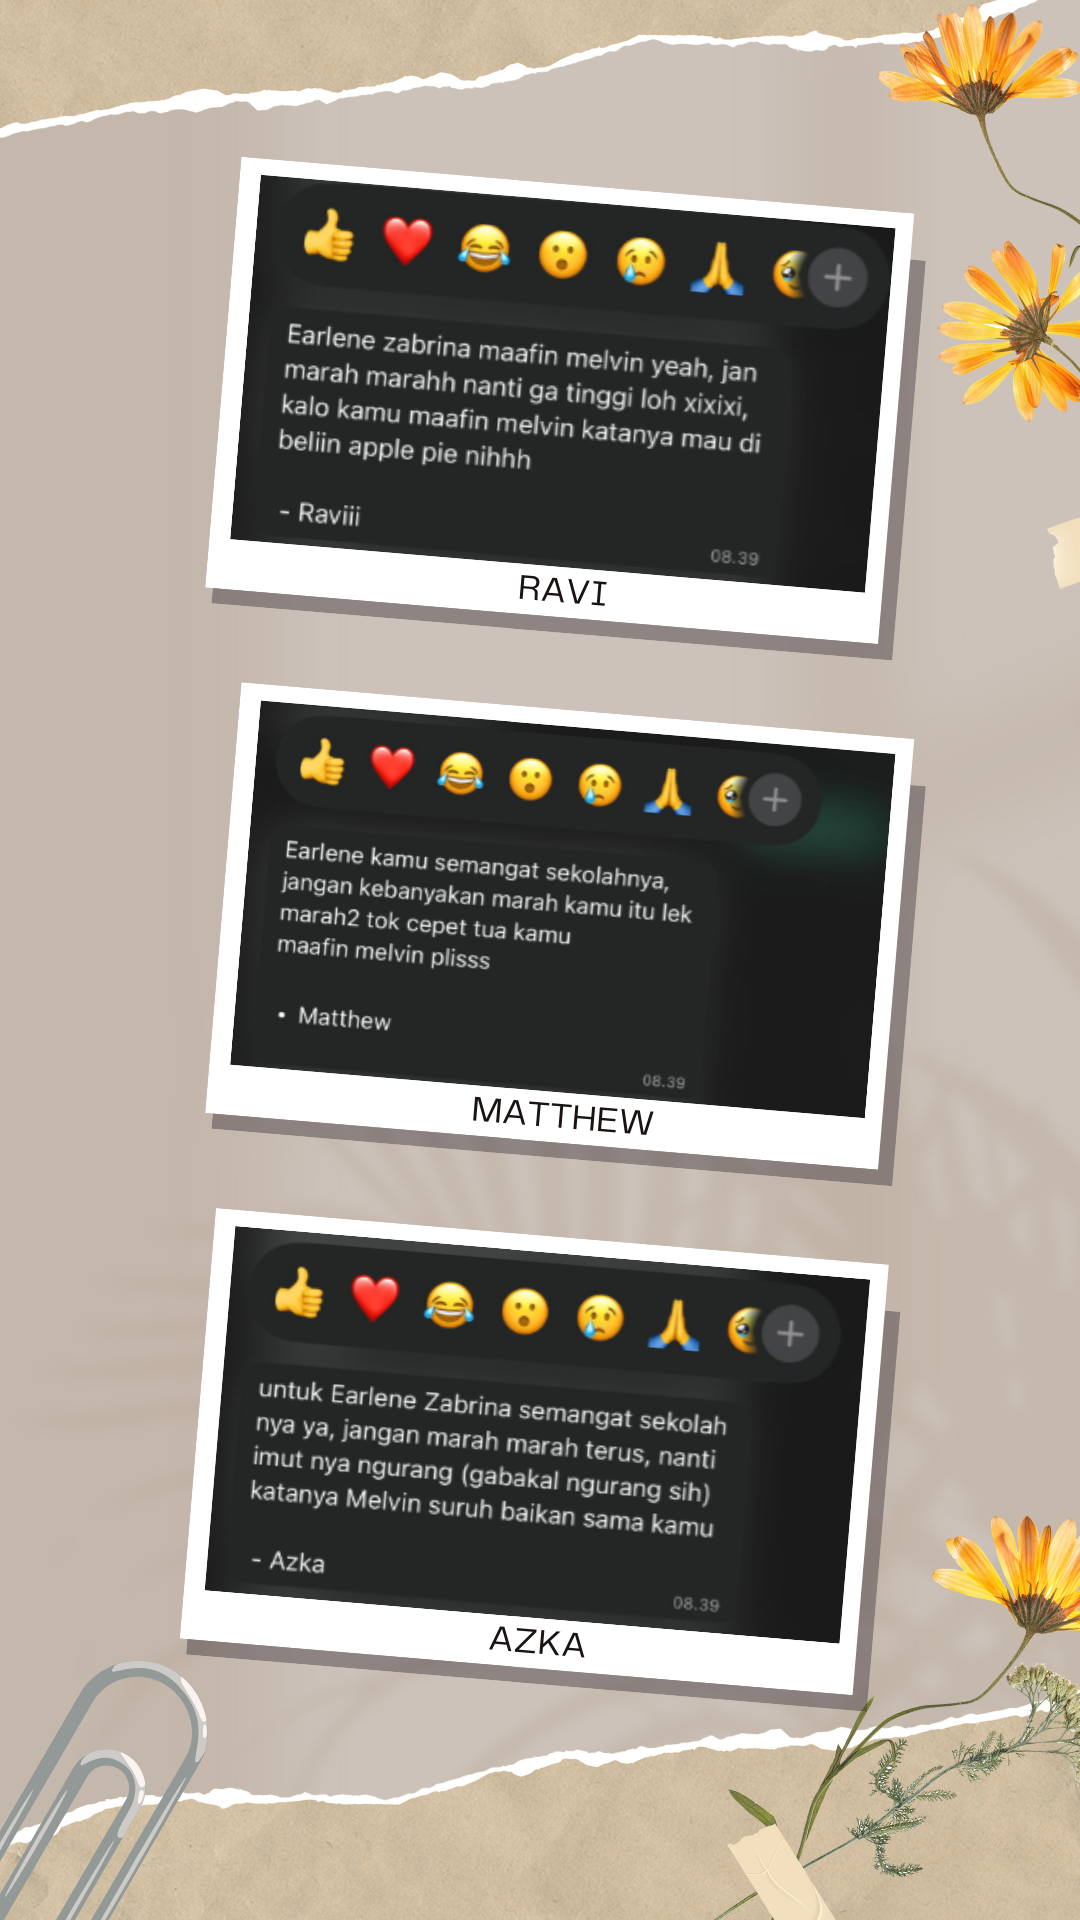 Earlene zabrina maafin melvin yeah, jan
marah marahh nanti ga tinggi loh xixixi,
kalo kamu maafin melvin katanya mau di
beliin apple pie nihhh
- Raviii
08.39
RAVI
Earlene kamu semangat sekolahnya,
jangan kebanyakan marah kamu itu lek
marah2 tok cepet tua kamu
maafin melvin plisss
• Matthew
08.39
MATTHEW
untuk Earlene Zabrina semangat sekolah
nya ya, jangan marah marah terus, nanti
imut nya ngurang (gabakal ngurang sih)
katanya Melvin suruh baikan sama kamu
- Azka
08.39
AZKA